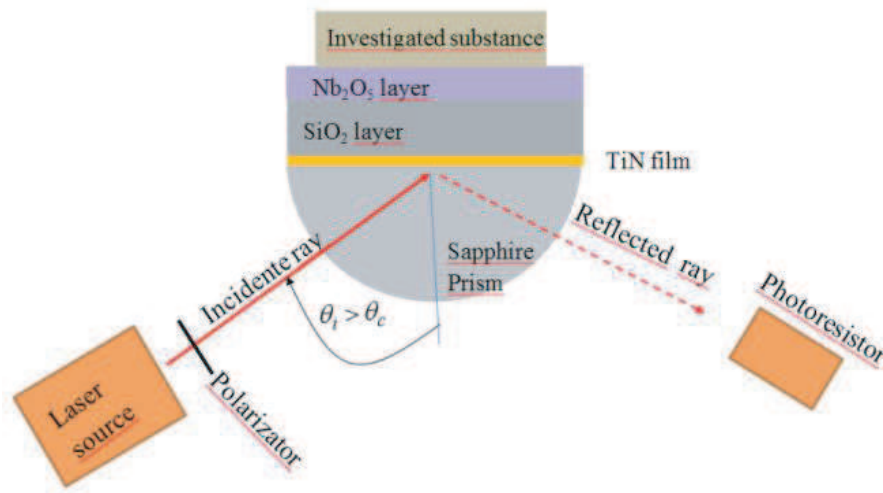 Investigated substance
Nb₂O₅ layer
SiO₂ layer
TiN film
Incidente ray
Reflected ray
Sapphire
Prism
θₜ > θ_c
Photoresistor
Polarizator
Laser
source